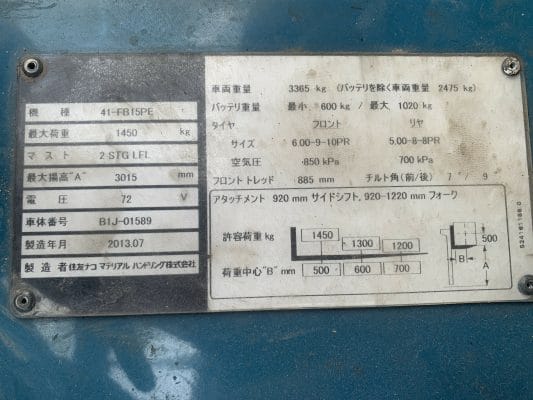 機 種 41-FB15PE
最大荷重 1450 kg
マスト 2 STG LFL
最大揚高"A" 3015 mm
電 圧 72 V
車体番号 B1J-01589
製造年月 2013.07
製 造 者 住友ナコ マテリアル ハンドリング株式会社
車両重量 3365 kg (バッテリを除く車両重量 2475 kg)
バッテリ重量 最小 600 kg / 最大 1020 kg
タイヤ フロント リヤ
サイズ 6.00-9-10PR 5.00-8-8PR
空気圧 850 kPa 700 kPa
フロントトレッド 885 mm チルト角(前/後) 7 ゜/ 9
アタッチメント 920 mm サイドシフト, 920-1220 mm フォーク
許容荷重 kg 1450 1300 1200
荷重中心"B" mm 500 600 700
500
B
A